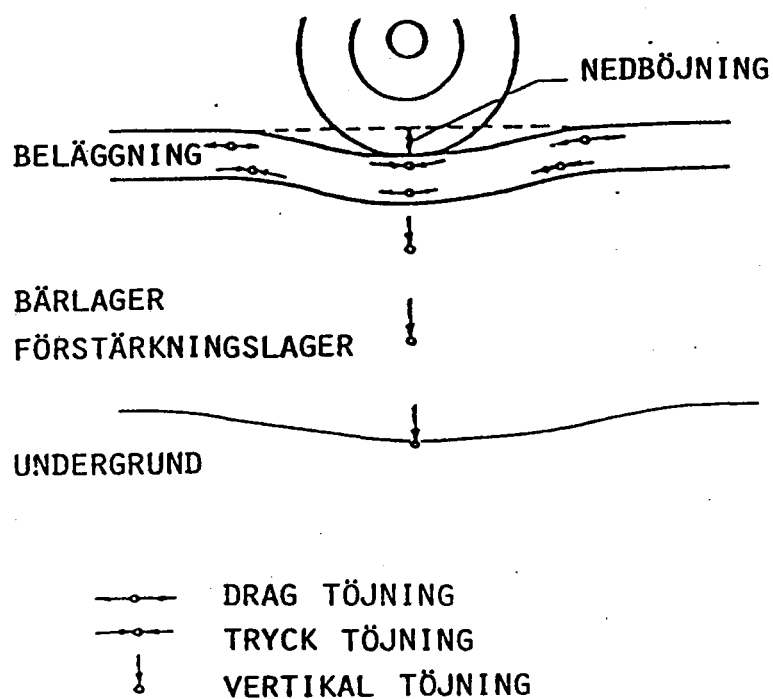 NEDBÖJNING
BELÄGGNING
BÄRLAGER
FÖRSTÄRKNINGSLAGER
UNDERGRUND
DRAG TÖJNING
TRYCK TÖJNING
VERTIKAL TÖJNING